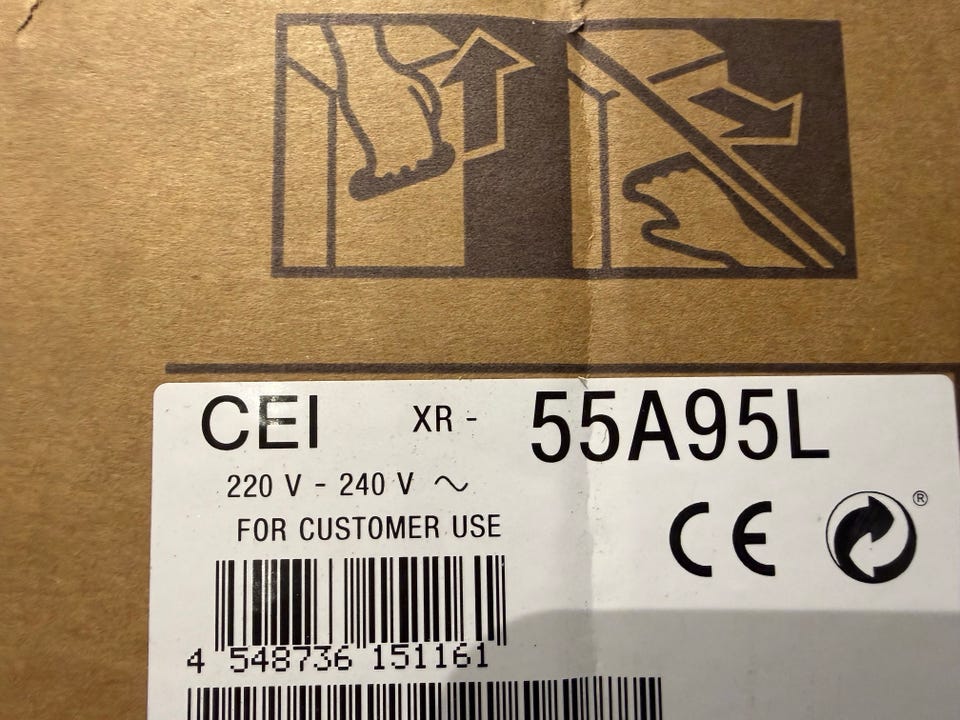 CEI XR - 55A95L
220 V - 240 V ~
FOR CUSTOMER USE
CE ®
4 548736 151161